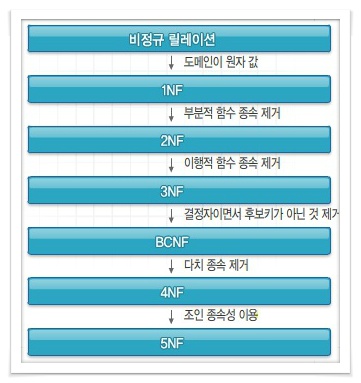 비정규 릴레이션
도메인이 원자 값
1NF
부분적 함수 종속 제거
2NF
이행적 함수 종속 제거
3NF
결정자이면서 후보키가 아닌 것 제거
BCNF
다치 종속 제거
4NF
조인 종속성 이용
5NF